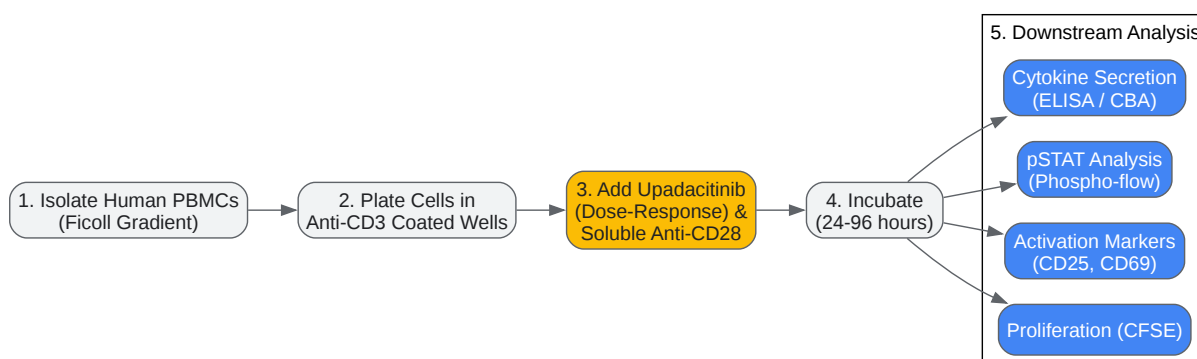 1. Isolate Human PBMCs
(Ficoll Gradient)
2. Plate Cells in
Anti-CD3 Coated Wells
3. Add Upadacitinib
(Dose-Response) &
Soluble Anti-CD28
4. Incubate
(24-96 hours)
5. Downstream Analysis
Cytokine Secretion
(ELISA / CBA)
pSTAT Analysis
(Phospho-flow)
Activation Markers
(CD25, CD69)
Proliferation (CFSE)